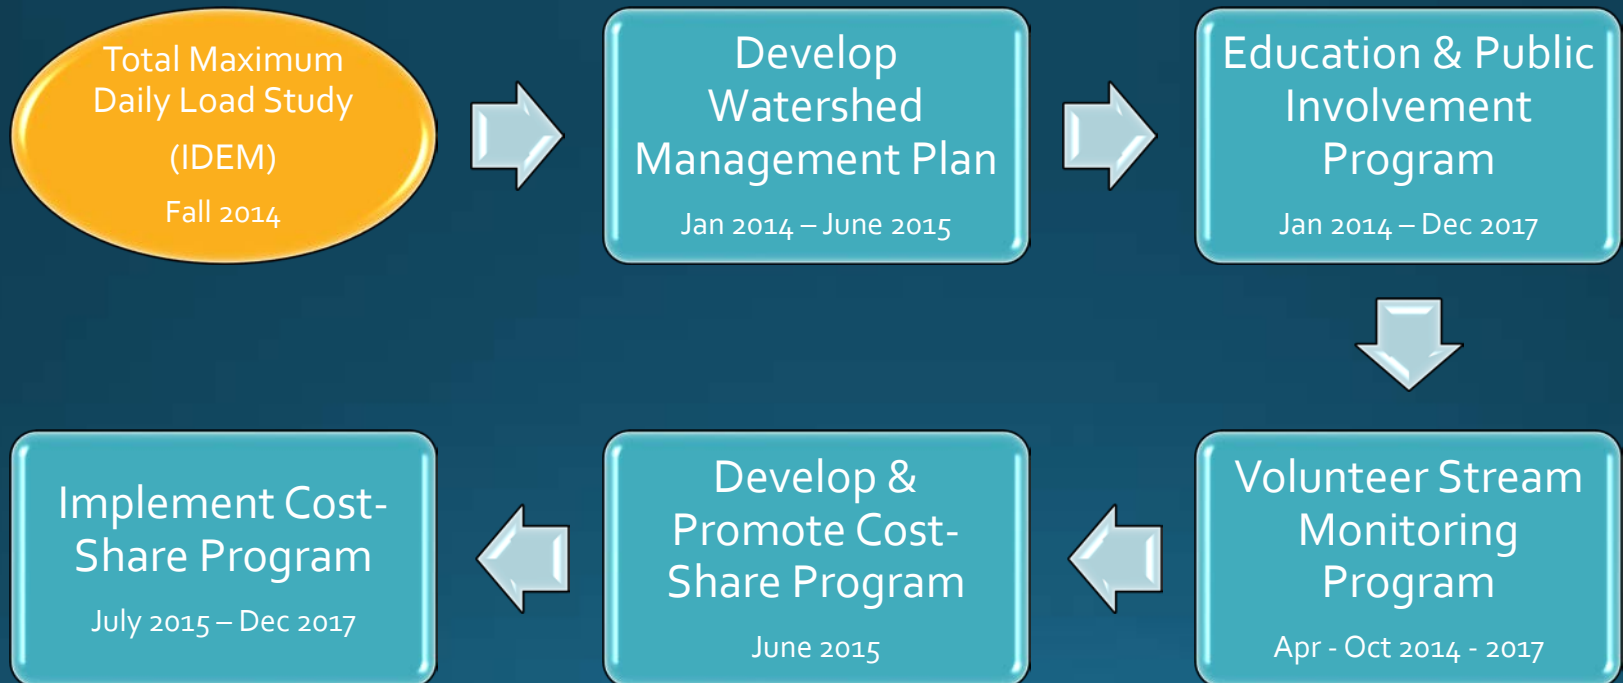 Total Maximum
Daily Load Study
(IDEM)
Fall 2014
Develop
Watershed
Management Plan
Jan 2014 – June 2015
Education & Public
Involvement
Program
Jan 2014 – Dec 2017
Volunteer Stream
Monitoring
Program
Apr - Oct 2014 - 2017
Develop &
Promote Cost-
Share Program
June 2015
Implement Cost-
Share Program
July 2015 – Dec 2017